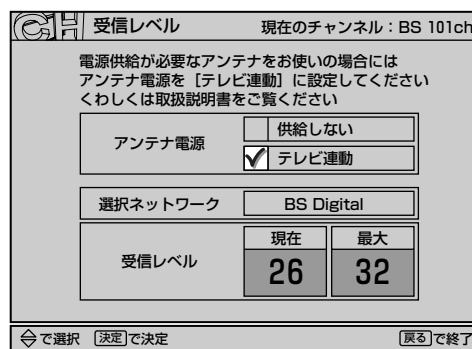 CH 受信レベル 現在のチャンネル：BS 101ch
電源供給が必要なアンテナをお使いの場合には
アンテナ電源を［テレビ連動］に設定してください
くわしくは取扱説明書をご覧ください
アンテナ電源
供給しない
テレビ連動
選択ネットワーク BS Digital
受信レベル
現在 最大
26 32
で選択 決定で決定 戻るで終了